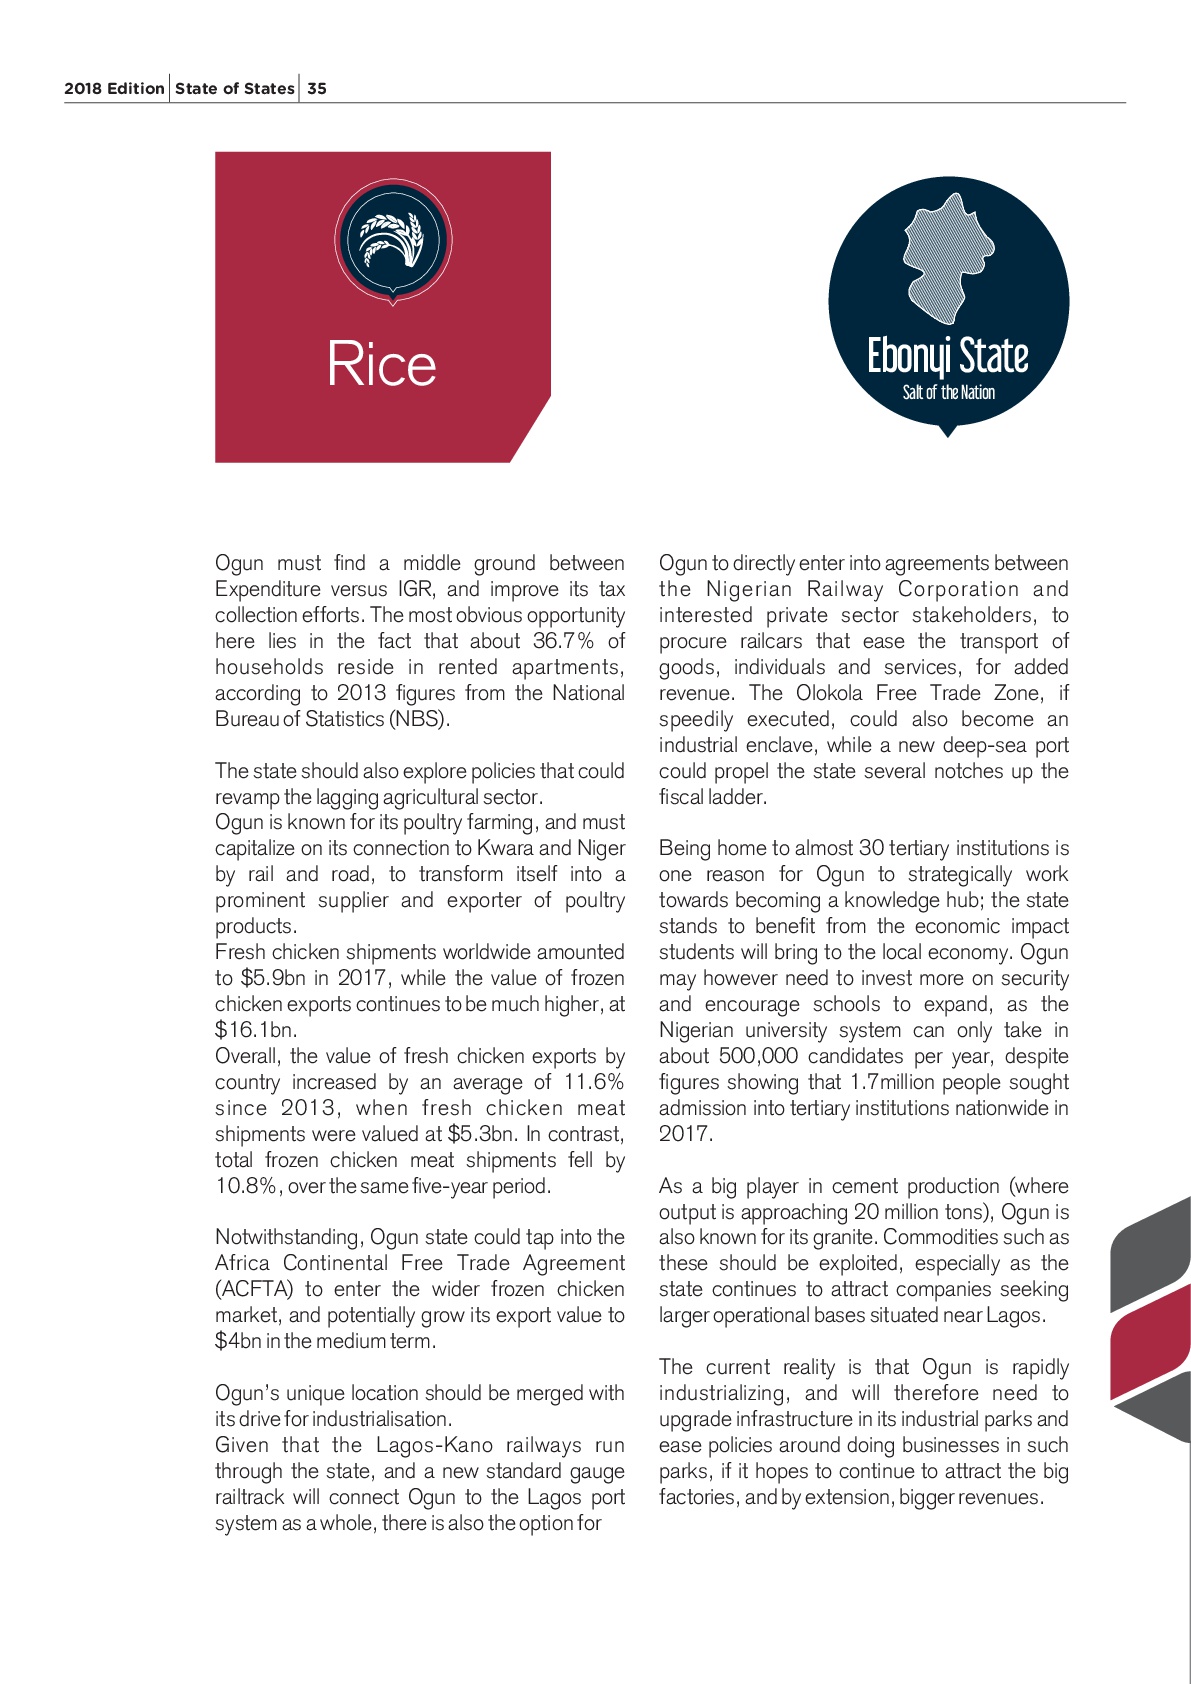 2018 Edition State of States 35
Rice
Ebonyi State
Salt of the Nation
Ogun must find a middle ground between
Expenditure versus IGR, and improve its tax
collection efforts. The most obvious opportunity
here lies in the fact that about 36.7% of
households reside in rented apartments,
according to 2013 figures from the National
Bureau of Statistics (NBS).
The state should also explore policies that could
revamp the lagging agricultural sector.
Ogun is known for its poultry farming, and must
capitalize on its connection to Kwara and Niger
by rail and road, to transform itself into a
prominent supplier and exporter of poultry
products.
Fresh chicken shipments worldwide amounted
to $5.9bn in 2017, while the value of frozen
chicken exports continues to be much higher, at
$16.1bn.
Overall, the value of fresh chicken exports by
country increased by an average of 11.6%
since 2013, when fresh chicken meat
shipments were valued at $5.3bn. In contrast,
total frozen chicken meat shipments fell by
10.8%, over the same five-year period.
Notwithstanding, Ogun state could tap into the
Africa Continental Free Trade Agreement
(ACFTA) to enter the wider frozen chicken
market, and potentially grow its export value to
$4bn in the medium term.
Ogun's unique location should be merged with
its drive for industrialisation.
Given that the Lagos-Kano railways run
through the state, and a new standard gauge
railtrack will connect Ogun to the Lagos port
system as a whole, there is also the option for
Ogun to directly enter into agreements between
the Nigerian Railway Corporation and
interested private sector stakeholders, to
procure railcars that ease the transport of
goods, individuals and services, for added
revenue. The Olokola Free Trade Zone, if
speedily executed, could also become an
industrial enclave, while a new deep-sea port
could propel the state several notches up the
fiscal ladder.
Being home to almost 30 tertiary institutions is
one reason for Ogun to strategically work
towards becoming a knowledge hub; the state
stands to benefit from the economic impact
students will bring to the local economy. Ogun
may however need to invest more on security
and encourage schools to expand, as the
Nigerian university system can only take in
about 500,000 candidates per year, despite
figures showing that 1.7million people sought
admission into tertiary institutions nationwide in
2017.
As a big player in cement production (where
output is approaching 20 million tons), Ogun is
also known for its granite. Commodities such as
these should be exploited, especially as the
state continues to attract companies seeking
larger operational bases situated near Lagos.
The current reality is that Ogun is rapidly
industrializing, and will therefore need to
upgrade infrastructure in its industrial parks and
ease policies around doing businesses in such
parks, if it hopes to continue to attract the big
factories, and by extension, bigger revenues.